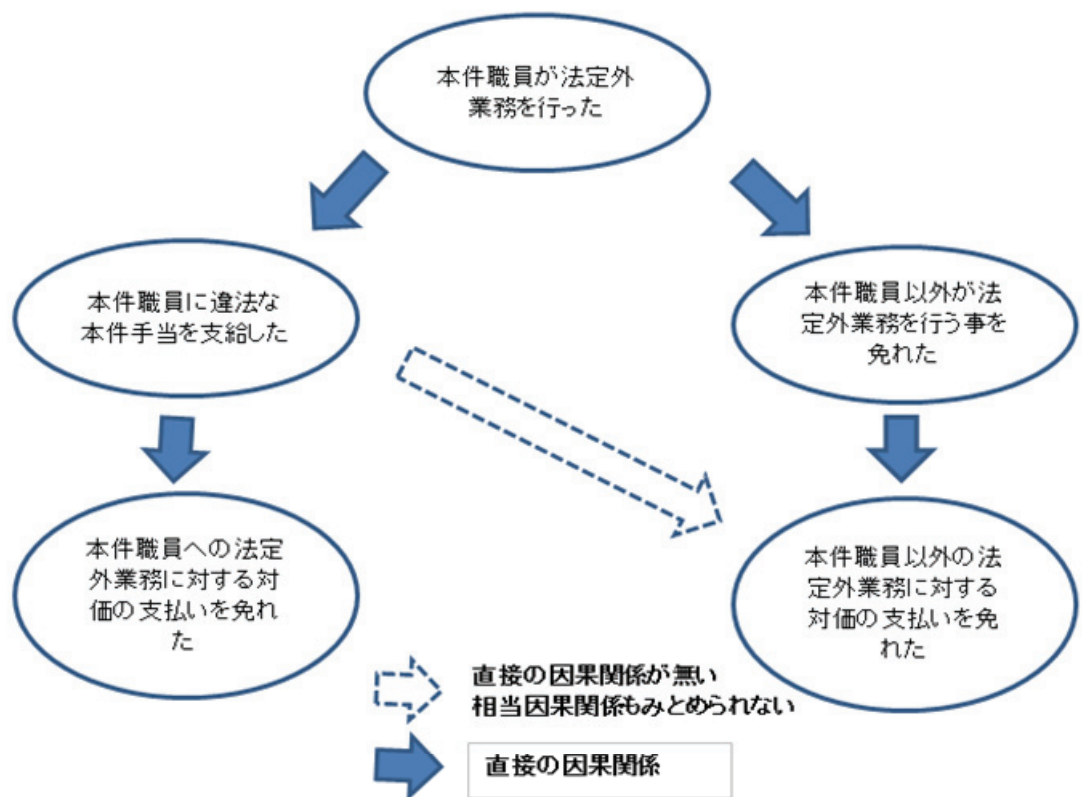 本件職員が法定外
業務を行った
本件職員に違法な
本件手当を支給した
本件職員以外が法
定外業務を行う事を
免れた
本件職員への法定
外業務に対する対
価の支払いを免れ
た
本件職員以外の法
定外業務に対する
対価の支払いを免
れた
直接の因果関係が無い
相当因果関係もみとめられない
直接の因果関係